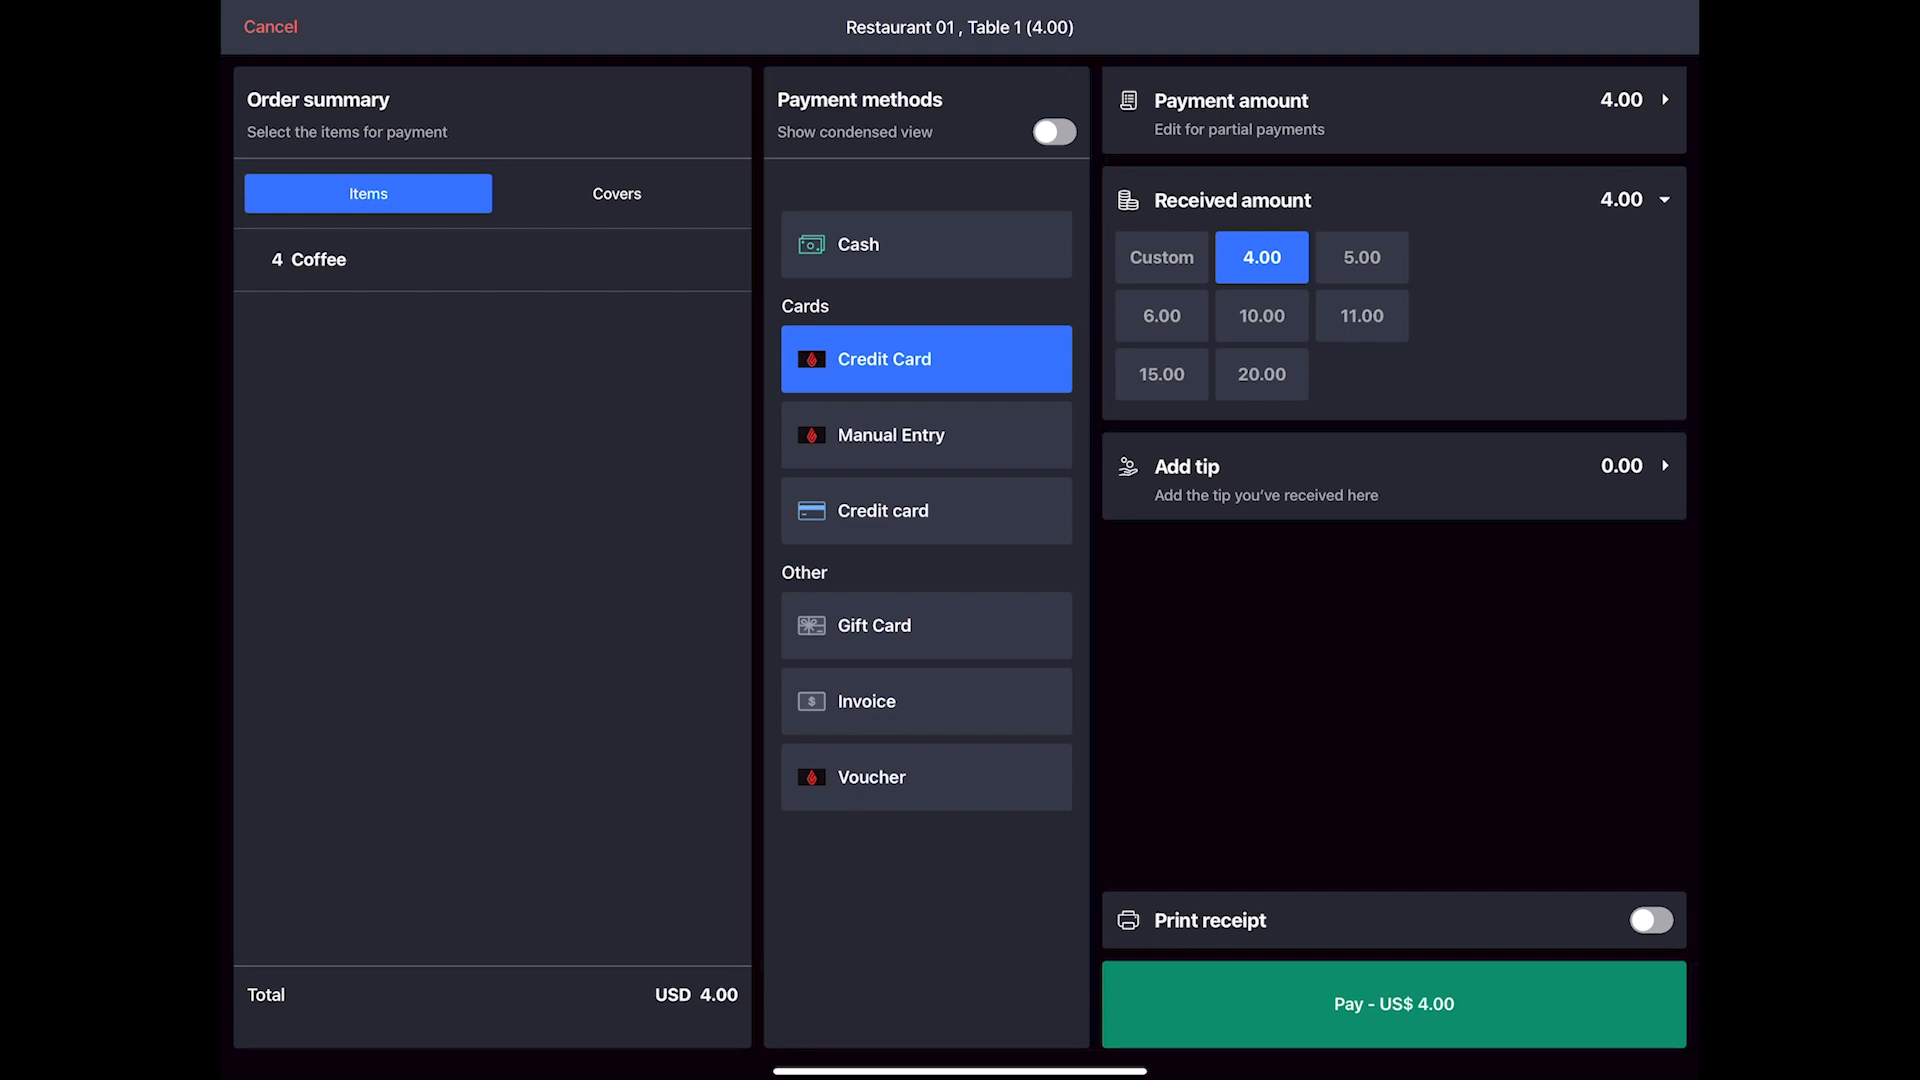 Cancel
Restaurant 01 , Table 1 (4.00)
Order summary
Select the items for payment
Items
Covers
4 Coffee
Total
USD 4.00
Payment methods
Show condensed view
Cash
Cards
Credit Card
Manual Entry
Credit card
Other
Gift Card
Invoice
Voucher
Payment amount
4.00
Edit for partial payments
Received amount
4.00
Custom
4.00
5.00
6.00
10.00
11.00
15.00
20.00
Add tip
0.00
Add the tip you've received here
Print receipt
Pay - US$ 4.00